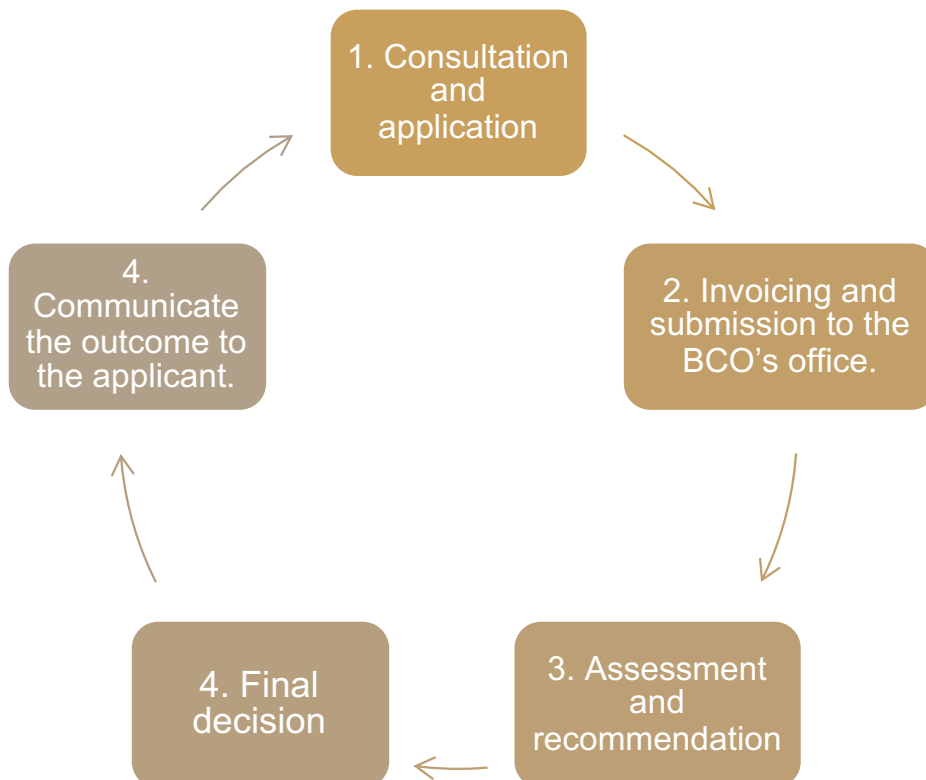 1. Consultation
and
application
2. Invoicing and
submission to the
BCO’s office.
3. Assessment
and
recommendation
4. Final
decision
4.
Communicate
the outcome to
the applicant.